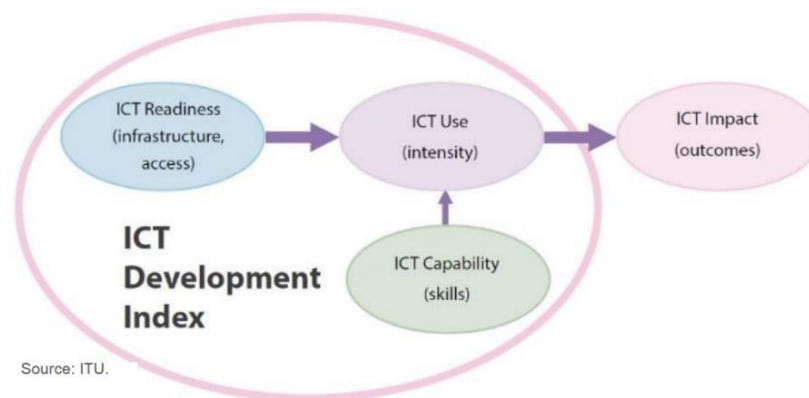 ICT Readiness
(infrastructure,
access)
ICT Use
(intensity)
ICT Impact
(outcomes)
ICT Capability
(skills)
ICT
Development
Index
Source: ITU.